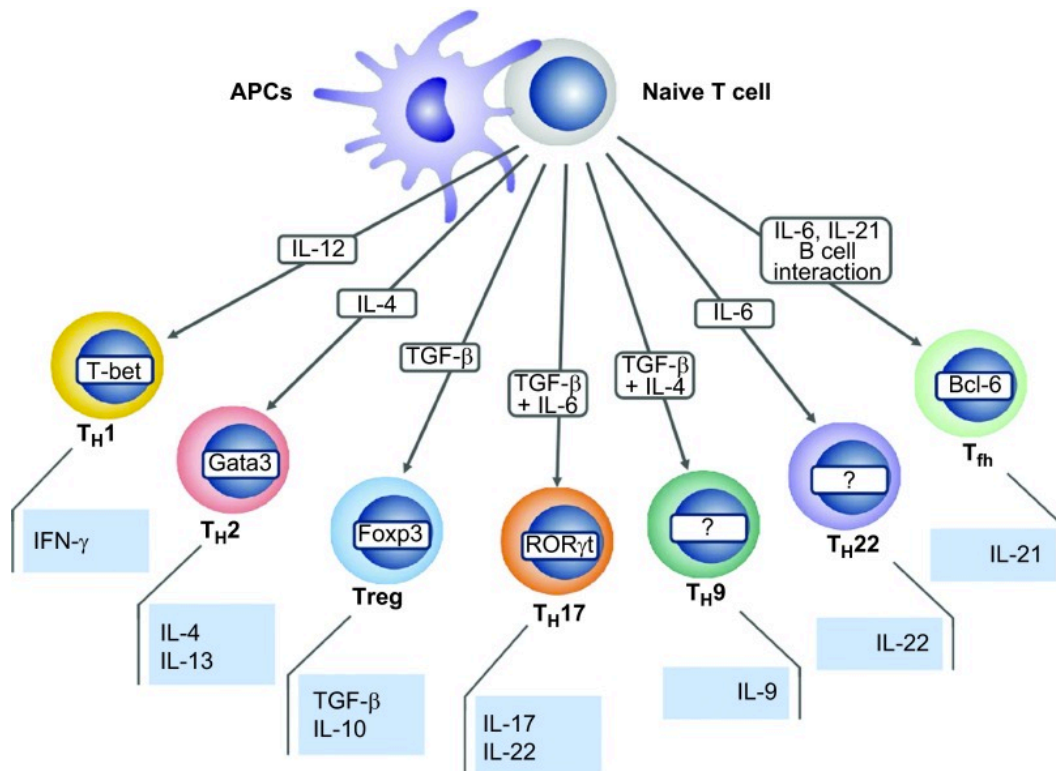 APCs
Naive T cell
IL-12
IL-4
TGF-β
TGF-β
+ IL-6
TGF-β
+ IL-4
IL-6
IL-6, IL-21
B cell
interaction
T-bet
TH1
IFN-γ
Gata3
TH2
IL-4
IL-13
Foxp3
Treg
TGF-β
IL-10
RORγt
TH17
IL-17
IL-22
?
TH9
IL-9
?
TH22
IL-22
Bcl-6
Tfh
IL-21